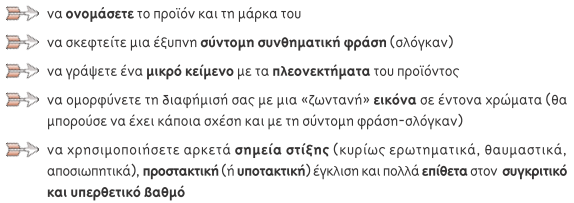 να ονομάσετε το προϊόν και τη μάρκα του
να σκεφτείτε μια έξυπνη σύντομη συνθηματική φράση (σλόγκαν)
να γράψετε ένα μικρό κείμενο με τα πλεονεκτήματα του προϊόντος
να ομορφύνετε τη διαφήμισή σας με μια «ζωντανή» εικόνα σε έντονα χρώματα (θα
μπορούσε να έχει κάποια σχέση και με τη σύντομη φράση-σλόγκαν)
να χρησιμοποιήσετε αρκετά σημεία στίξης (κυρίως ερωτηματικά, θαυμαστικά,
αποσιωπητικά), προστακτική (ή υποτακτική) έγκλιση και πολλά επίθετα στον συγκριτικό
και υπερθετικό βαθμό